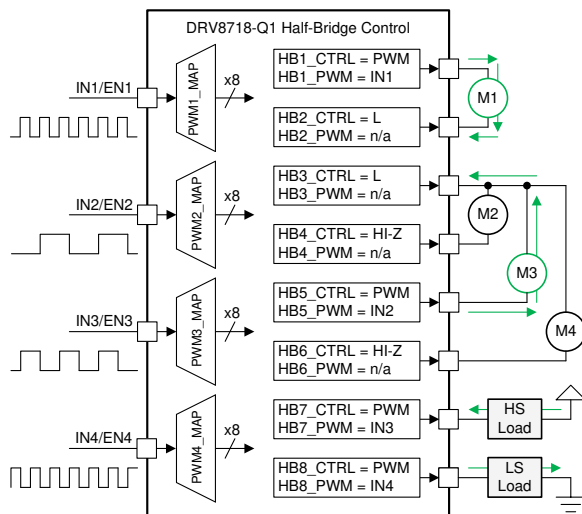 DRV8718-Q1 Half-Bridge Control
IN1/EN1
PWM1_MAP
x8
HB1_CTRL = PWM
HB1_PWM = IN1
M1
HB2_CTRL = L
HB2_PWM = n/a
IN2/EN2
PWM2_MAP
x8
HB3_CTRL = L
HB3_PWM = n/a
M2
HB4_CTRL = HI-Z
HB4_PWM = n/a
M3
IN3/EN3
PWM3_MAP
x8
HB5_CTRL = PWM
HB5_PWM = IN2
M4
HB6_CTRL = HI-Z
HB6_PWM = n/a
IN4/EN4
PWM4_MAP
x8
HB7_CTRL = PWM
HB7_PWM = IN3
HS
Load
HB8_CTRL = PWM
HB8_PWM = IN4
LS
Load